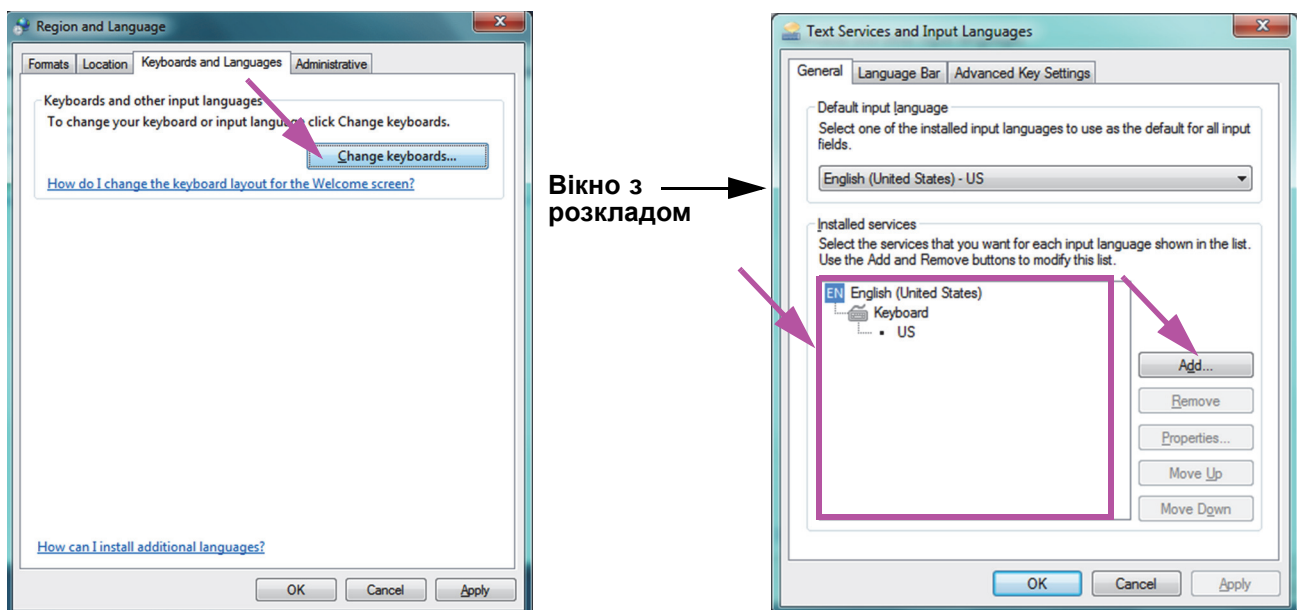 Region and Language
Formats Location Keyboards and Languages Administrative
Keyboards and other input languages
To change your keyboard or input language click Change keyboards.
Change keyboards...
How do I change the keyboard layout for the Welcome screen?
How can I install additional languages?
OK Cancel Apply
Вікно з
розкладом
Text Services and Input Languages
General Language Bar Advanced Key Settings
Default input language
Select one of the installed input languages to use as the default for all input
fields.
English (United States) - US
Installed services
Select the services that you want for each input language shown in the list.
Use the Add and Remove buttons to modify this list.
EN English (United States)
Keyboard
US
Add...
Remove
Properties...
Move Up
Move Down
OK Cancel Apply